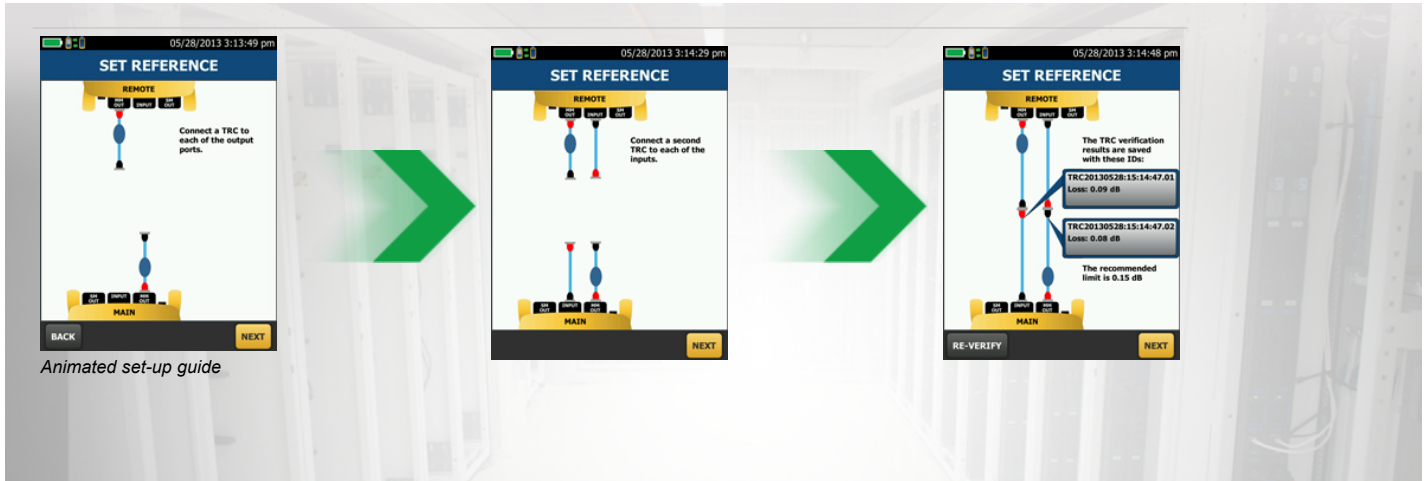 05/28/2013 3:13:49 pm
SET REFERENCE
REMOTE
MM OUT INPUT SM OUT
Connect a TRC to
each of the output
ports.
SM OUT INPUT MM OUT
MAIN
BACK NEXT
Animated set-up guide
05/28/2013 3:14:29 pm
SET REFERENCE
REMOTE
MM OUT INPUT SM OUT
Connect a second
TRC to each of the
inputs.
SM OUT INPUT MM OUT
MAIN
NEXT
05/28/2013 3:14:48 pm
SET REFERENCE
REMOTE
MM OUT INPUT SM OUT
The TRC verification
results are saved
with these IDs:
TRC20130528:15:14:47.01
Loss: 0.09 dB
TRC20130528:15:14:47.02
Loss: 0.08 dB
The recommended
limit is 0.15 dB
SM OUT INPUT MM OUT
MAIN
RE-VERIFY NEXT